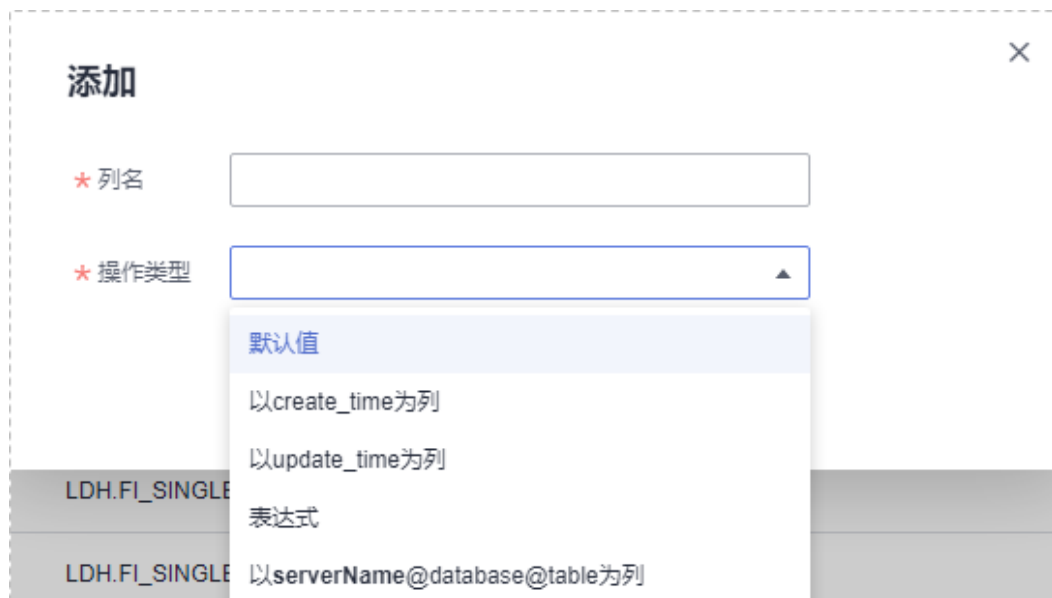 添加
* 列名
* 操作类型
默认值
以create_time为列
以update_time为列
LDH.FI_SINGLE
表达式
LDH.FI_SINGLE
以serverName@database@table为列